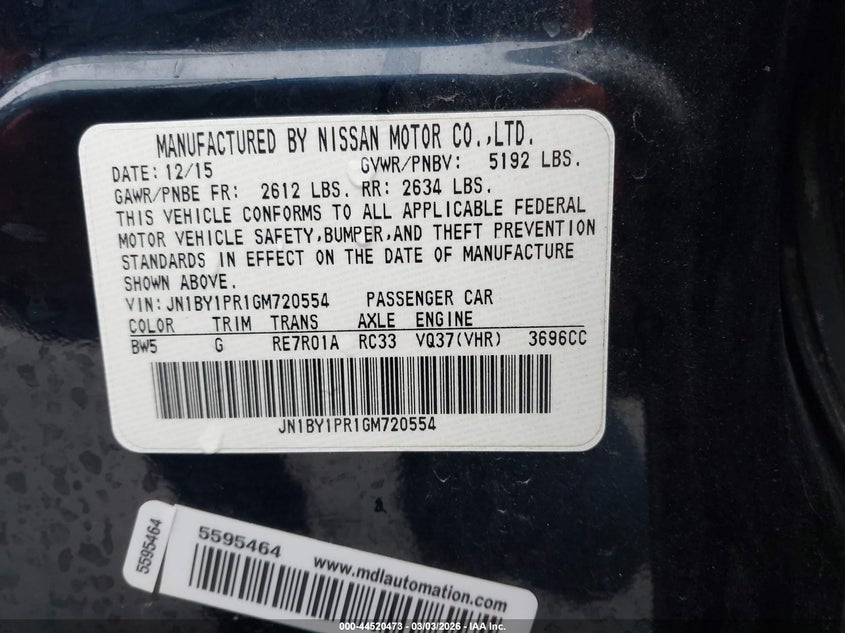 MANUFACTURED BY NISSAN MOTOR CO.,LTD.
DATE: 12/15 GVWR/PNBV: 5192 LBS.
GAWR/PNBE FR: 2612 LBS. RR: 2634 LBS.
THIS VEHICLE CONFORMS TO ALL APPLICABLE FEDERAL
MOTOR VEHICLE SAFETY,BUMPER,AND THEFT PREVENTION
STANDARDS IN EFFECT ON THE DATE OF MANUFACTURE
SHOWN ABOVE.
VIN: JN1BY1PR1GM720554 PASSENGER CAR
COLOR TRIM TRANS AXLE ENGINE
BW5 G RE7R01A RC33 VQ37(VHR) 3696CC
JN1BY1PR1GM720554
5595464
5595464
www.mdlautomation.com
000-44520473 - 03/03/2026 - IAA, Inc.